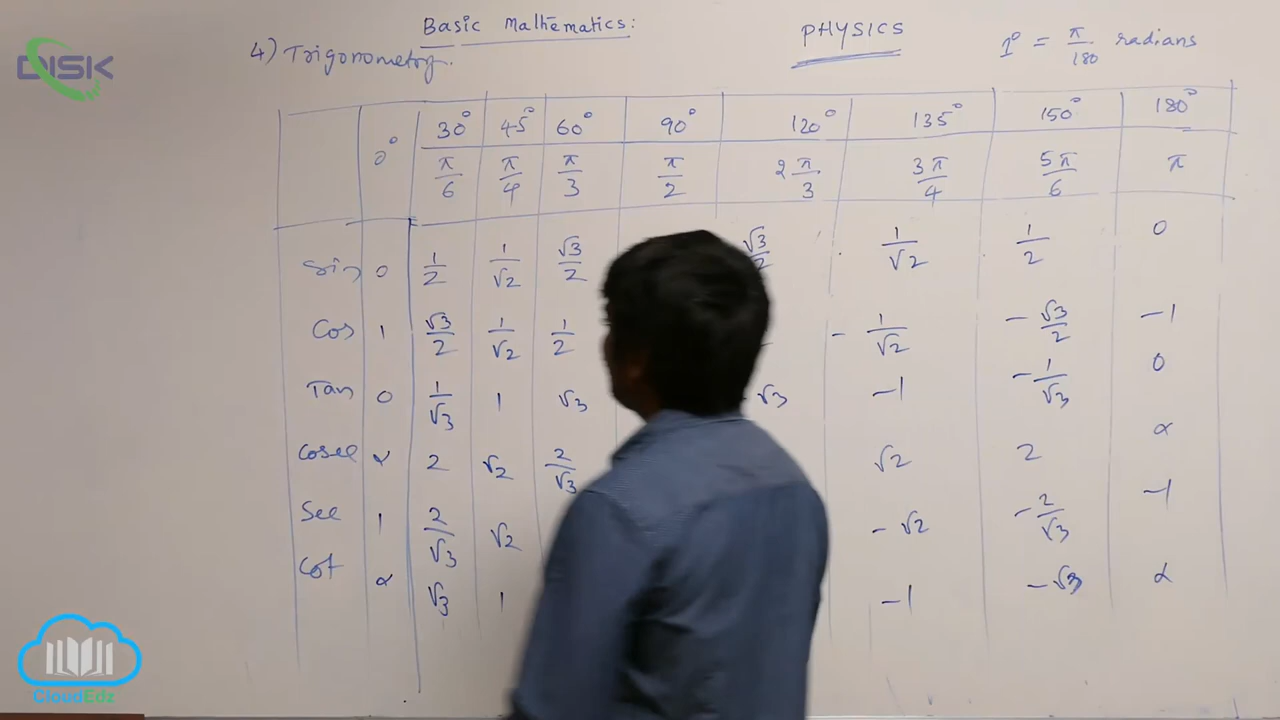 Basic Mathematics:
PHYSICS
1° = π/180 radians
4) Trigonometry.
DISK
0° 30° 45° 60° 90° 120° 135° 150° 180°
π/6 π/4 π/3 π/2 2π/3 3π/4 5π/6 π
Sin 0 1/2 1/√2 √3/2 √3/2 1/√2 1/2 0
Cos 1 √3/2 1/√2 1/2 -1/√2 -√3/2 -1
Tan 0 1/√3 1 √3 -√3 -1 -1/√3 0
Cosec α 2 √2 2/√3 √2 2 α
Sec 1 2/√3 √2 -√2 -2/√3 -1
Cot α √3 1 -1 -√3 α
CloudEdz